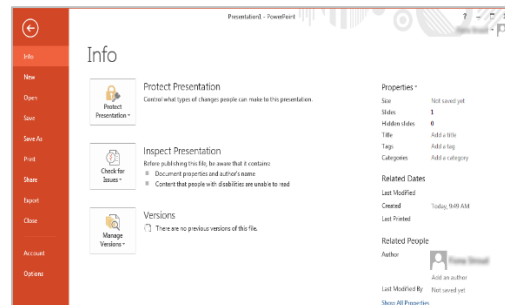 Presentation1 - PowerPoint
?
Info
New
Open
Save
Save As
Print
Share
Export
Close
Account
Options
Info
Protect Presentation
Control what types of changes people can make to this presentation.
Protect
Presentation
Inspect Presentation
Before publishing this file, be aware that it contains:
Document properties and author's name
Content that people with disabilities are unable to read
Check for
Issues
Versions
There are no previous versions of this file.
Manage
Versions
Properties
Size Not saved yet
Slides 1
Hidden slides 0
Title Add a title
Tags Add a tag
Categories Add a category
Related Dates
Last Modified
Created Today, 9:49 AM
Last Printed
Related People
Author
Add an author
Last Modified By Not saved yet
Show All Properties